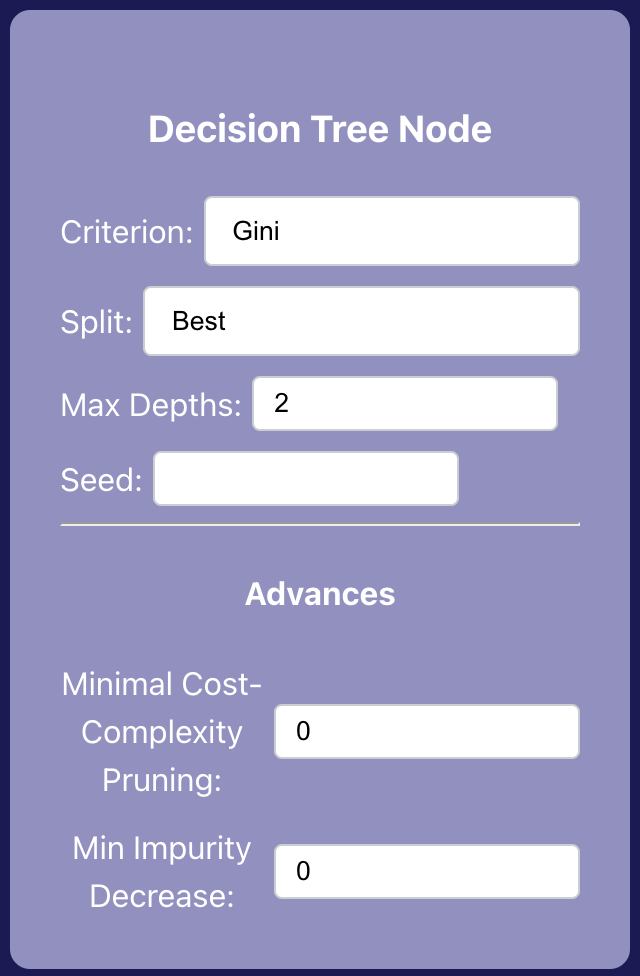 Decision Tree Node
Criterion: Gini
Split: Best
Max Depths: 2
Seed:
Advances
Minimal Cost-
Complexity
Pruning:
0
Min Impurity
Decrease:
0